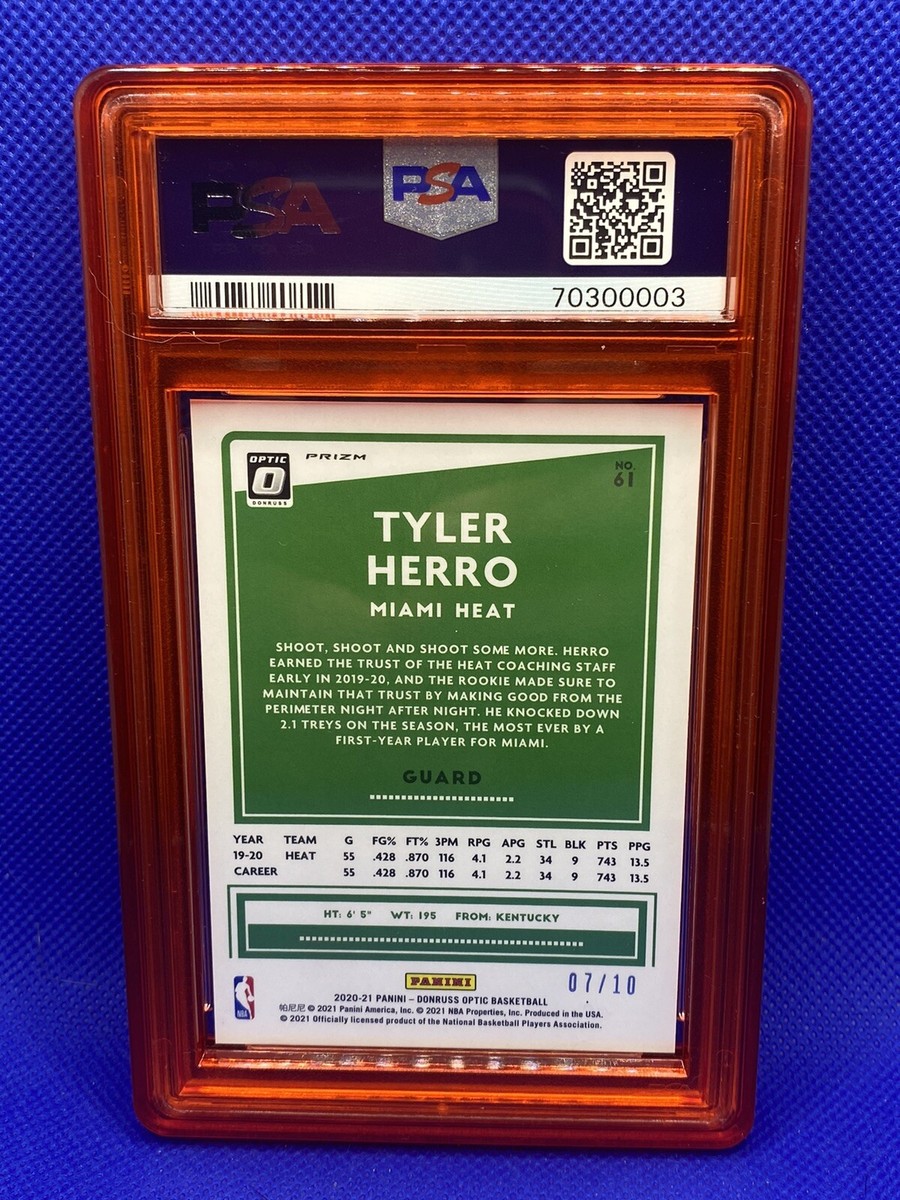 PSA
PSA
70300003
OPTIC
O
DONRUSS
PRIZM
NO.
61
TYLER
HERRO
MIAMI HEAT
SHOOT, SHOOT AND SHOOT SOME MORE. HERRO
EARNED THE TRUST OF THE HEAT COACHING STAFF
EARLY IN 2019-20, AND THE ROOKIE MADE SURE TO
MAINTAIN THAT TRUST BY MAKING GOOD FROM THE
PERIMETER NIGHT AFTER NIGHT. HE KNOCKED DOWN
2.1 TREYS ON THE SEASON, THE MOST EVER BY A
FIRST-YEAR PLAYER FOR MIAMI.
GUARD
YEAR TEAM G FG% FT% 3PM RPG APG STL BLK PTS PPG
19-20 HEAT 55 .428 .870 116 4.1 2.2 34 9 743 13.5
CAREER 55 .428 .870 116 4.1 2.2 34 9 743 13.5
HT: 6' 5" WT: 195 FROM: KENTUCKY
PANINI
07/10
NBA
2020-21 PANINI – DONRUSS OPTIC BASKETBALL
帕尼尼 © 2021 Panini America, Inc. © 2021 NBA Properties, Inc. Produced in the USA.
© 2021 Officially licensed product of the National Basketball Players Association.